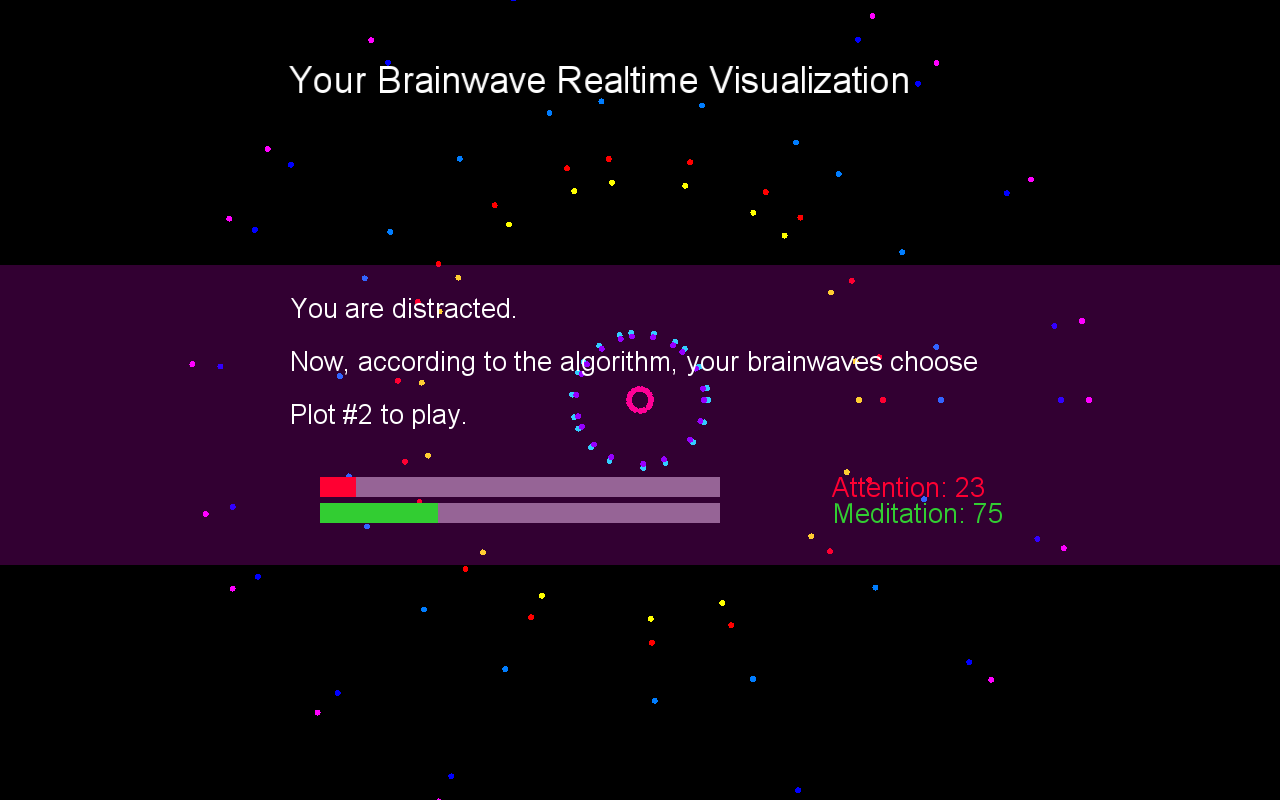 Your Brainwave Realtime Visualization
You are distracted.
Now, according to the algorithm, your brainwaves choose
Plot #2 to play.
Attention: 23
Meditation: 75